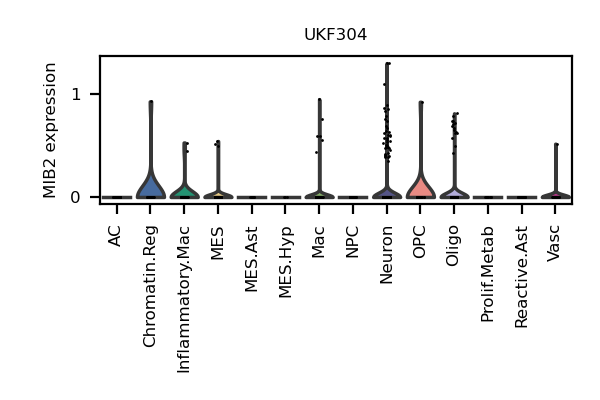 UKF304
MIB2 expression
1
0
AC
Chromatin.Reg
Inflammatory.Mac
MES
MES.Ast
MES.Hyp
Mac
NPC
Neuron
OPC
Oligo
Prolif.Metab
Reactive.Ast
Vasc